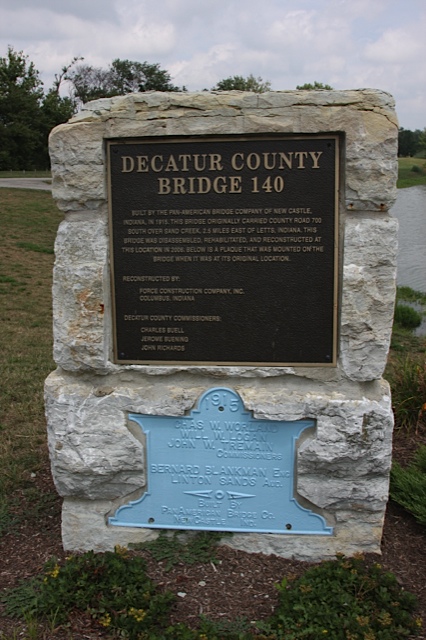 DECATUR COUNTY
BRIDGE 140
BUILT BY THE PAN-AMERICAN BRIDGE COMPANY OF NEW CASTLE,
INDIANA, IN 1915, THIS BRIDGE ORIGINALLY CARRIED COUNTY ROAD 700
SOUTH OVER SAND CREEK, 2.5 MILES EAST OF LETTS, INDIANA. THIS
BRIDGE WAS DISASSEMBLED, REHABILITATED, AND RECONSTRUCTED AT
THIS LOCATION IN 2006. BELOW IS A PLAQUE THAT WAS MOUNTED ON THE
BRIDGE WHEN IT WAS AT ITS ORIGINAL LOCATION.
RECONSTRUCTED BY:
FORCE CONSTRUCTION COMPANY, INC.
COLUMBUS, INDIANA
DECATUR COUNTY COMMISSIONERS:
CHARLES BUELL
JEROME BUENING
JOHN RICHARDS
1915
CHAS W.
WILL W. LOGAN
JOHN W.
COMMISSIONERS
BERNARD BLANKMAN ENG
LINTON SANDS AUD.
BUILT BY
PAN AMERICAN BRIDGE CO.
NEW CASTLE IND.